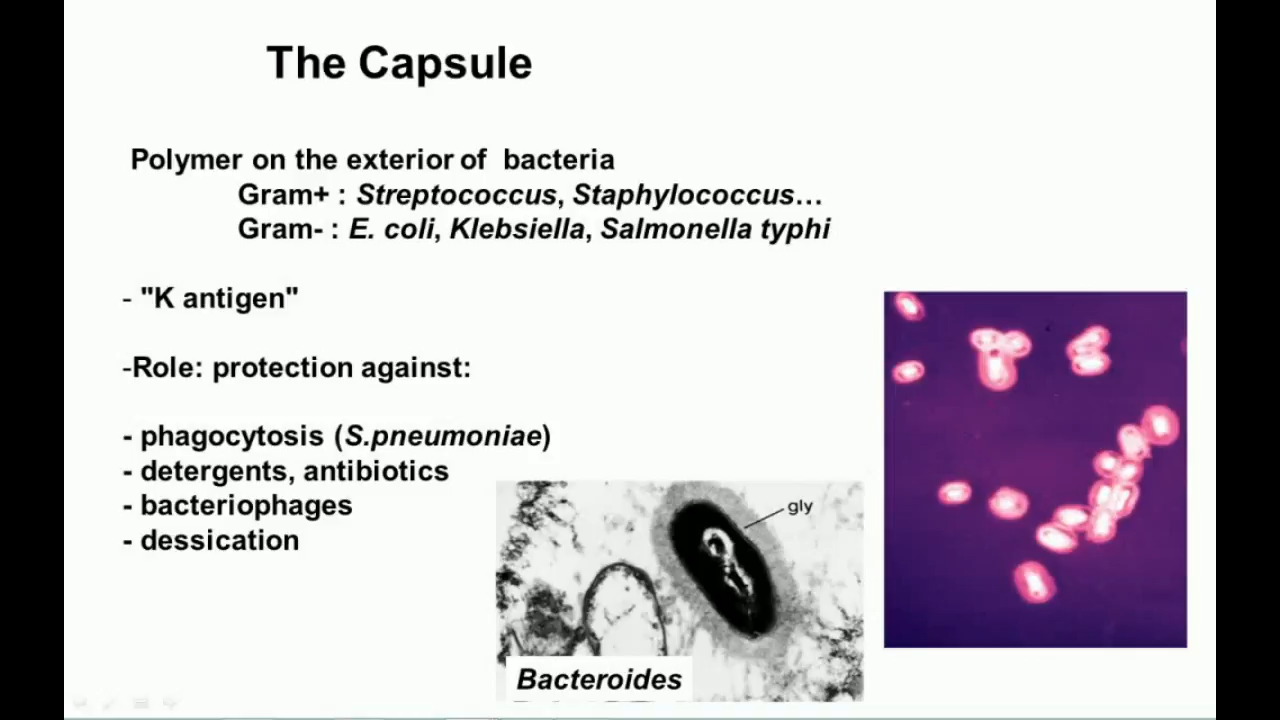 The Capsule
Polymer on the exterior of bacteria
Gram+ : Streptococcus, Staphylococcus…
Gram- : E. coli, Klebsiella, Salmonella typhi
- "K antigen"
-Role: protection against:
- phagocytosis (S.pneumoniae)
- detergents, antibiotics
- bacteriophages
- dessication
gly
Bacteroides